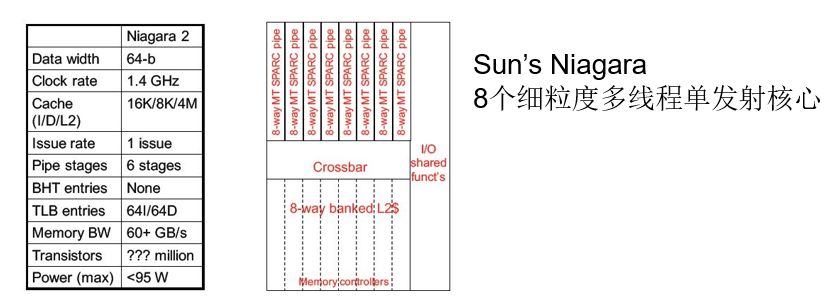 Niagara 2
Data width 64-b
Clock rate 1.4 GHz
Cache 16K/8K/4M
(I/D/L2)
Issue rate 1 issue
Pipe stages 6 stages
BHT entries None
TLB entries 64I/64D
Memory BW 60+ GB/s
Transistors ??? million
Power (max) <95 W
8-way MT SPARC pipe
8-way MT SPARC pipe
8-way MT SPARC pipe
8-way MT SPARC pipe
8-way MT SPARC pipe
8-way MT SPARC pipe
8-way MT SPARC pipe
8-way MT SPARC pipe
Crossbar
I/O
shared
funct's
8-way banked L2$
Memory controllers
Sun's Niagara
8个细粒度多线程单发射核心